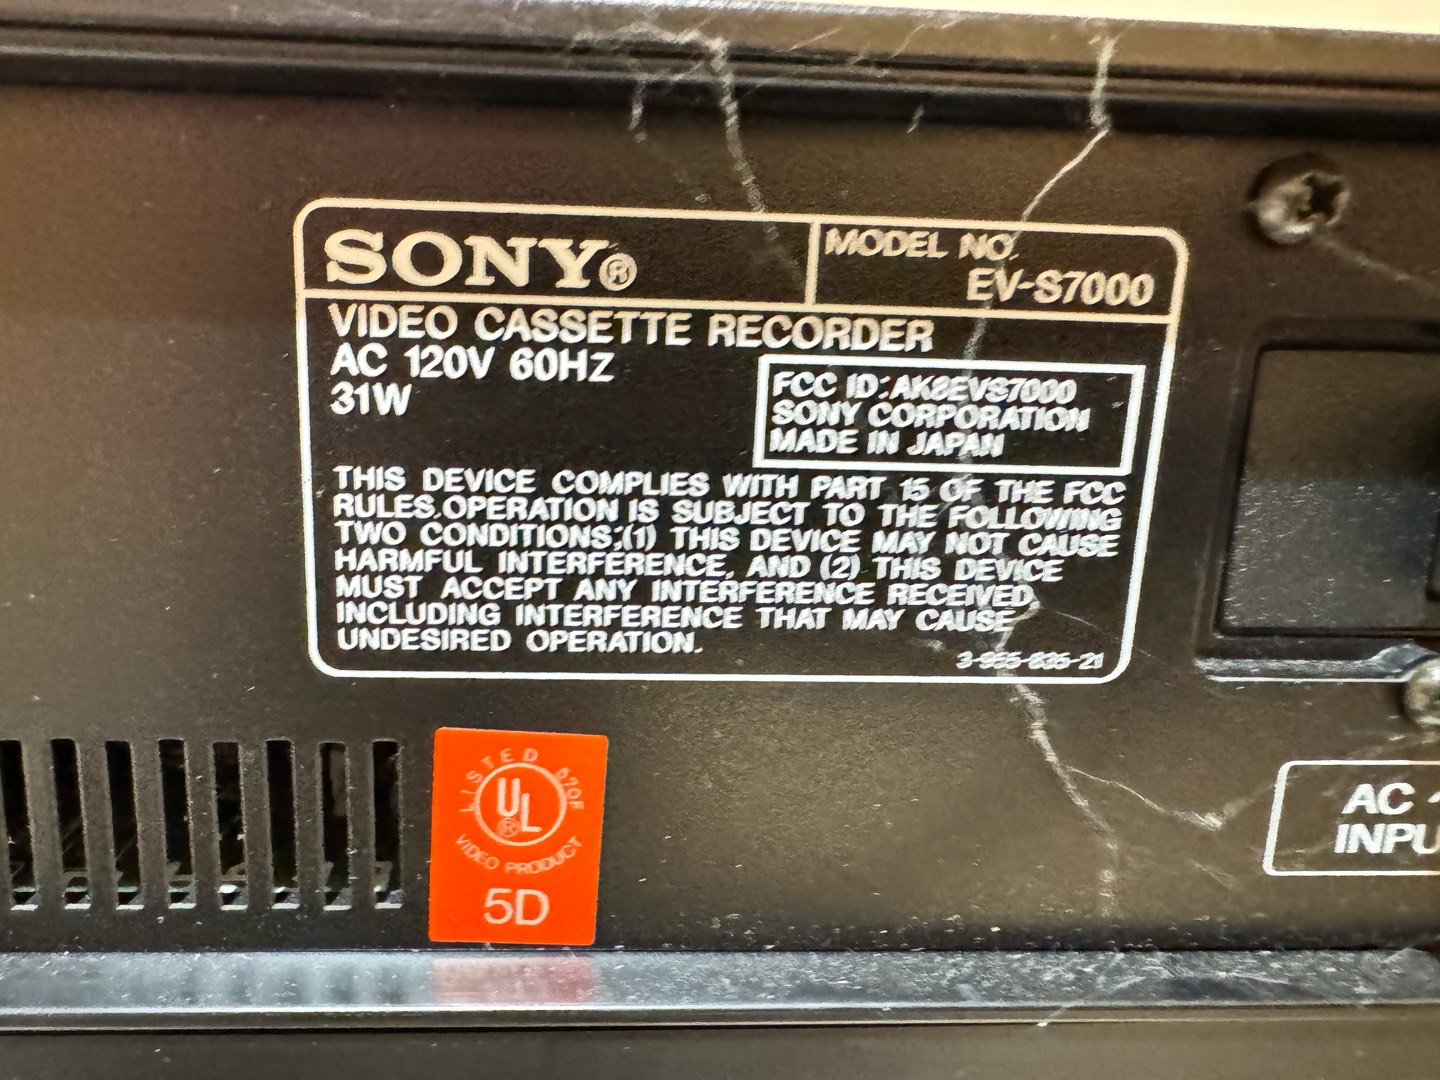 SONY®
MODEL NO.
EV-S7000
VIDEO CASSETTE RECORDER
AC 120V 60Hz
31W
FCC ID:AK8EVS7000
SONY CORPORATION
MADE IN JAPAN
THIS DEVICE COMPLIES WITH PART 15 OF THE FCC
RULES.OPERATION IS SUBJECT TO THE FOLLOWING
TWO CONDITIONS;(1) THIS DEVICE MAY NOT CAUSE
HARMFUL INTERFERENCE, AND (2) THIS DEVICE
MUST ACCEPT ANY INTERFERENCE RECEIVED,
INCLUDING INTERFERENCE THAT MAY CAUSE
UNDESIRED OPERATION.
3-955-835-21
LISTED 570F
UL®
VIDEO PRODUCT
5D
AC
INPU